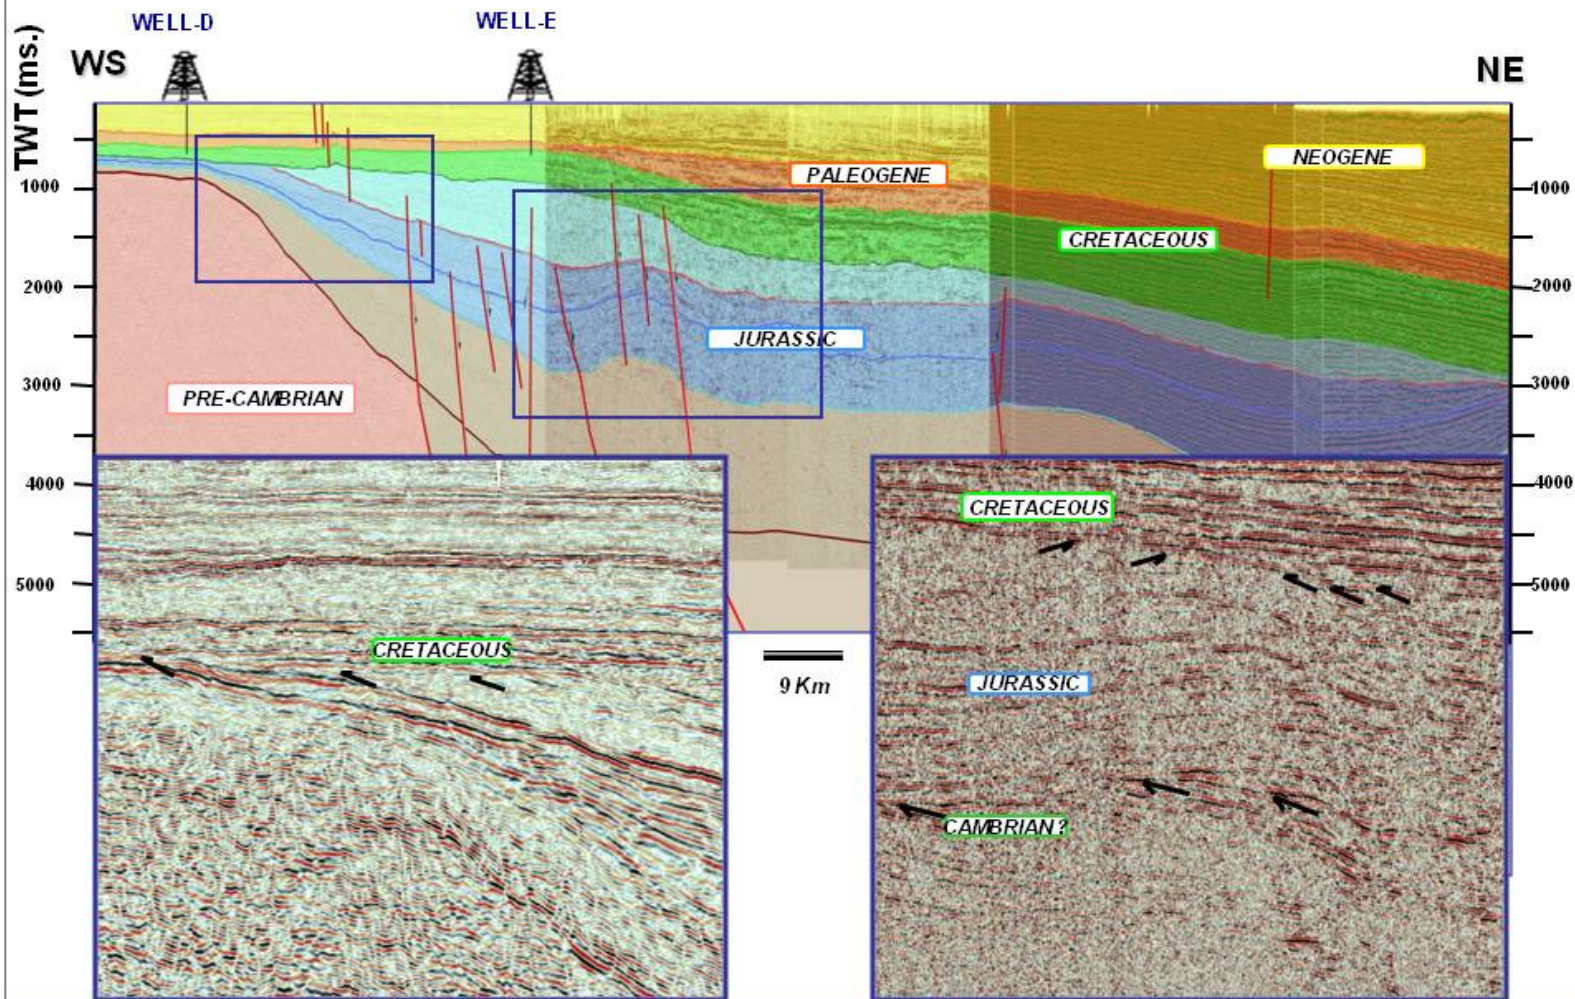 WELL-D
WELL-E
TWT (ms.)
WS
NE
NEOGENE
PALEOGENE
1000
1000
CRETACEOUS
2000
2000
JURASSIC
3000
3000
PRE-CAMBRIAN
4000
4000
CRETACEOUS
5000
5000
CRETACEOUS
JURASSIC
9 Km
CAMBRIAN?